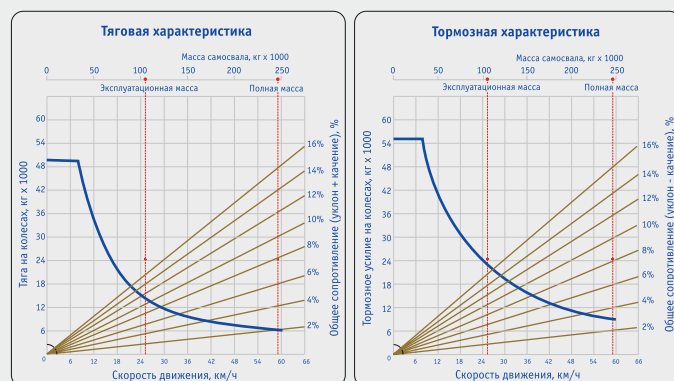 Тяговая характеристика
Масса самосвала, кг x 1000
0 50 100 150 200 250
Эксплуатационная масса
Полная масса
Тяга на колесах, кг x 1000
60
54
48
42
36
30
24
18
12
6
0
6 12 18 24 30 36 42 48 54 60 66
Скорость движения, км/ч
16%
14%
12%
10%
8%
6%
4%
2%
Общее сопротивление (уклон + качение), %
Тормозная характеристика
Масса самосвала, кг x 1000
0 50 100 150 200 250
Эксплуатационная масса
Полная масса
Тормозное усилие на колесах, кг x 1000
60
54
48
42
36
30
24
18
12
6
0
6 12 18 24 30 36 42 48 54 60 66
Скорость движения, км/ч
16%
14%
12%
10%
8%
6%
4%
2%
Общее сопротивление (уклон - качение), %